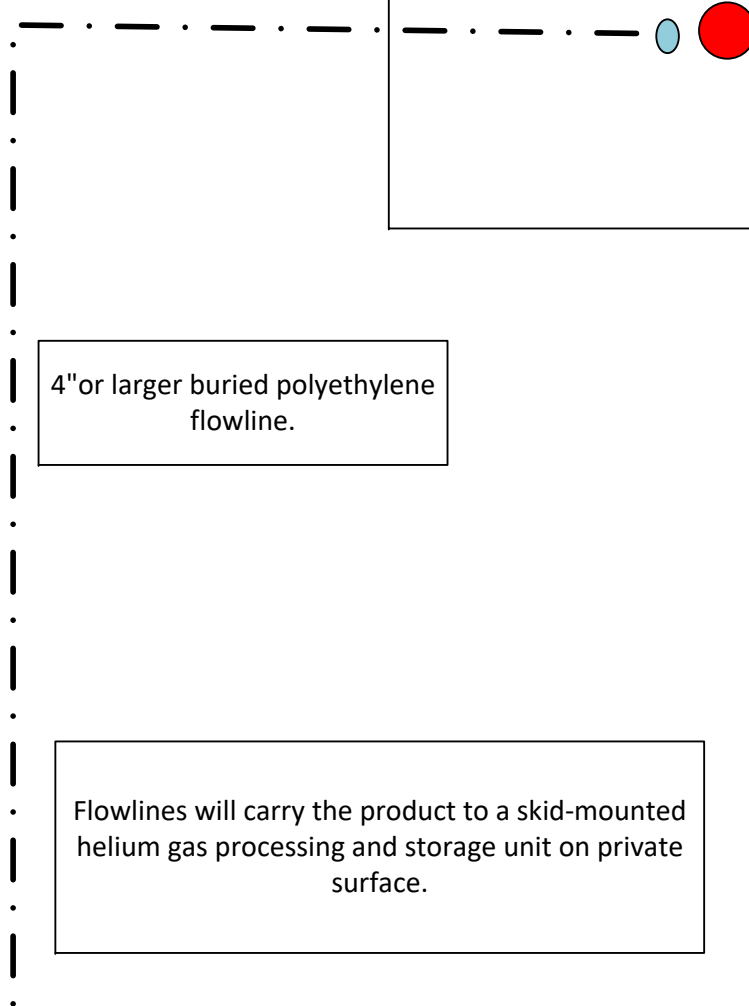 4"or larger buried polyethylene
flowline.
Flowlines will carry the product to a skid-mounted
helium gas processing and storage unit on private
surface.